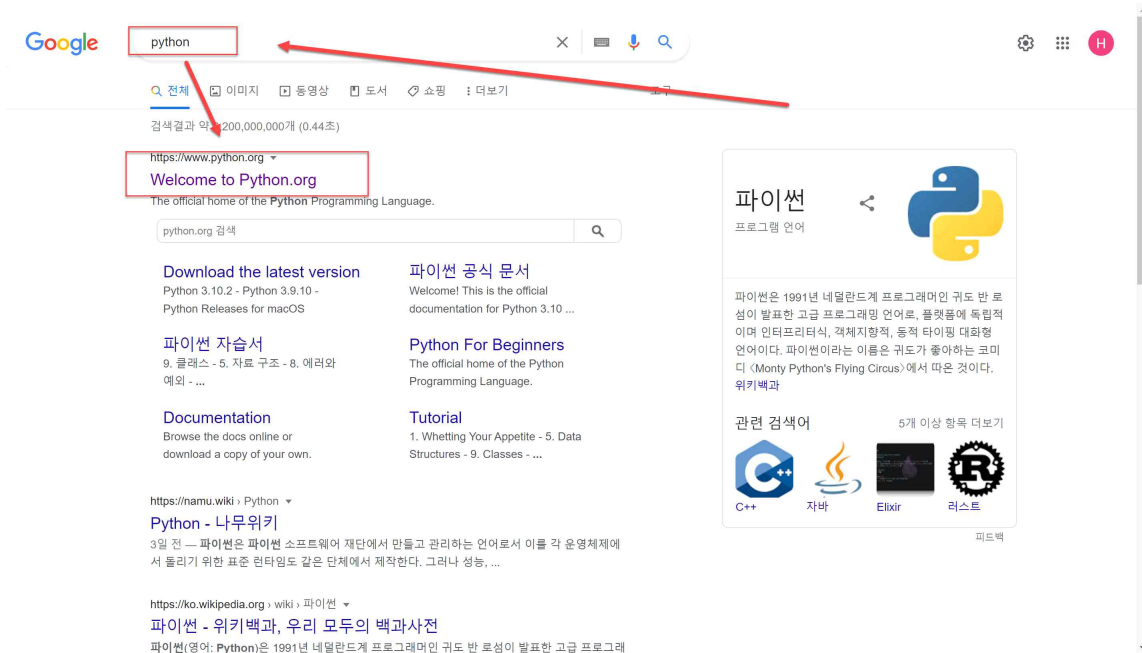 Google
python
H
전체
이미지
동영상
도서
쇼핑
더보기
도구
검색결과 약 200,000,000개 (0.44초)
https://www.python.org
Welcome to Python.org
The official home of the Python Programming Language.
python.org 검색
Download the latest version
Python 3.10.2 - Python 3.9.10 -
Python Releases for macOS
파이썬 공식 문서
Welcome! This is the official
documentation for Python 3.10 ...
파이썬 자습서
9. 클래스 - 5. 자료 구조 - 8. 에러와
예외 - ...
Python For Beginners
The official home of the Python
Programming Language.
Documentation
Browse the docs online or
download a copy of your own.
Tutorial
1. Whetting Your Appetite - 5. Data
Structures - 9. Classes - ...
https://namu.wiki › Python
Python - 나무위키
3일 전 — 파이썬은 파이썬 소프트웨어 재단에서 만들고 관리하는 언어로서 이를 각 운영체제에
서 돌리기 위한 표준 런타임도 같은 단체에서 제작한다. 그러나 성능, ...
https://ko.wikipedia.org › wiki › 파이썬
파이썬 - 위키백과, 우리 모두의 백과사전
파이썬(영어: Python)은 1991년 네덜란드계 프로그래머인 귀도 반 로섬이 발표한 고급 프로그래
파이썬
프로그램 언어
파이썬은 1991년 네덜란드계 프로그래머인 귀도 반 로
섬이 발표한 고급 프로그래밍 언어로, 플랫폼에 독립적
이며 인터프리터식, 객체지향적, 동적 타이핑 대화형
언어이다. 파이썬이라는 이름은 귀도가 좋아하는 코미
디 〈Monty Python's Flying Circus〉에서 따온 것이다.
위키백과
관련 검색어
5개 이상 항목 더보기
C++
자바
Elixir
러스트
피드백